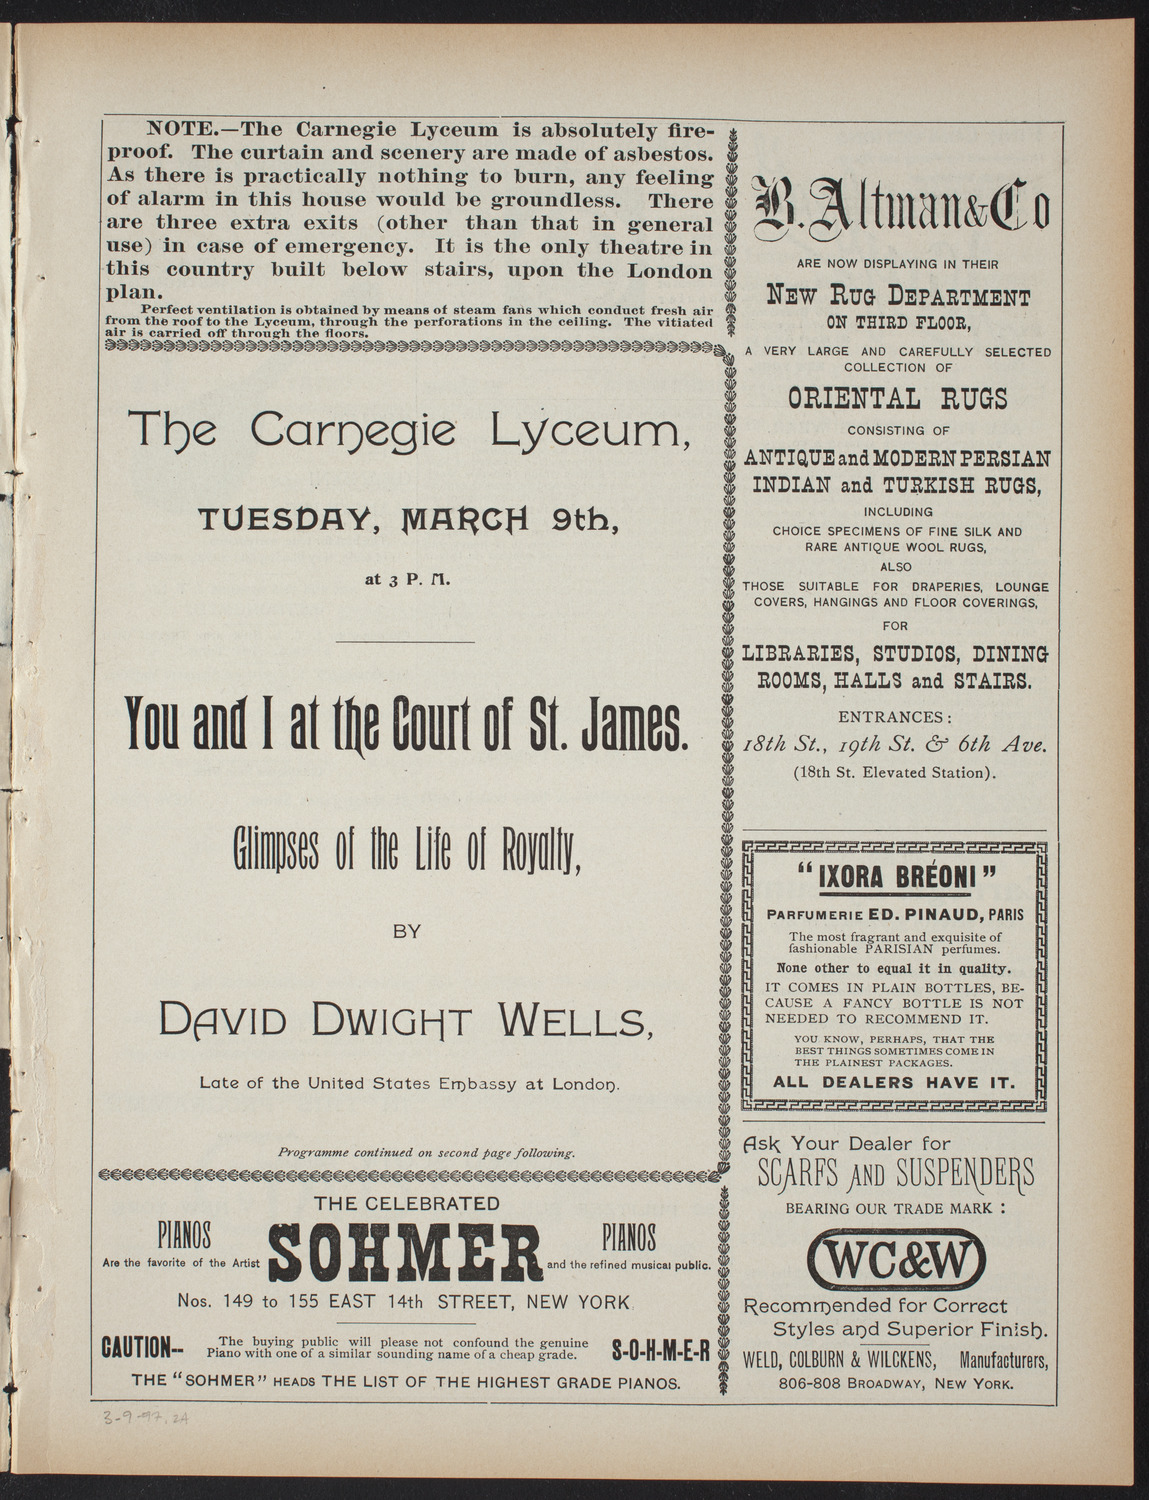 NOTE.—The Carnegie Lyceum is absolutely fire-
proof. The curtain and scenery are made of asbestos.
As there is practically nothing to burn, any feeling
of alarm in this house would be groundless. There
are three extra exits (other than that in general
use) in case of emergency. It is the only theatre in
this country built below stairs, upon the London
plan.
Perfect ventilation is obtained by means of steam fans which conduct fresh air
from the roof to the Lyceum, through the perforations in the ceiling. The vitiated
air is carried off through the floors.
The Carnegie Lyceum,
TUESDAY, MARCH 9th,
at 3 P. M.
You and I at the Court of St. James.
Glimpses of the Life of Royalty,
BY
DAVID DWIGHT WELLS,
Late of the United States Embassy at London.
Programme continued on second page following.
THE CELEBRATED
PIANOS SOHMER PIANOS
Are the favorite of the Artist and the refined musical public.
Nos. 149 to 155 EAST 14th STREET, NEW YORK.
CAUTION-- The buying public will please not confound the genuine S-O-H-M-E-R
Piano with one of a similar sounding name of a cheap grade.
THE "SOHMER" HEADS THE LIST OF THE HIGHEST GRADE PIANOS.
B. Altman & Co
ARE NOW DISPLAYING IN THEIR
NEW RUG DEPARTMENT
ON THIRD FLOOR,
A VERY LARGE AND CAREFULLY SELECTED
COLLECTION OF
ORIENTAL RUGS
CONSISTING OF
ANTIQUE and MODERN PERSIAN
INDIAN and TURKISH RUGS,
INCLUDING
CHOICE SPECIMENS OF FINE SILK AND
RARE ANTIQUE WOOL RUGS,
ALSO
THOSE SUITABLE FOR DRAPERIES, LOUNGE
COVERS, HANGINGS AND FLOOR COVERINGS,
FOR
LIBRARIES, STUDIOS, DINING
ROOMS, HALLS and STAIRS.
ENTRANCES:
18th St., 19th St. & 6th Ave.
(18th St. Elevated Station).
"IXORA BRÉONI"
PARFUMERIE ED. PINAUD, PARIS
The most fragrant and exquisite of
fashionable PARISIAN perfumes.
None other to equal it in quality.
IT COMES IN PLAIN BOTTLES, BE-
CAUSE A FANCY BOTTLE IS NOT
NEEDED TO RECOMMEND IT.
YOU KNOW, PERHAPS, THAT THE
BEST THINGS SOMETIMES COME IN
THE PLAINEST PACKAGES.
ALL DEALERS HAVE IT.
Ask Your Dealer for
SCARFS AND SUSPENDERS
BEARING OUR TRADE MARK:
WC&W
Recommended for Correct
Styles and Superior Finish.
WELD, COLBURN & WILCKENS, Manufacturers,
806-808 BROADWAY, NEW YORK.
3-9-97, 2A